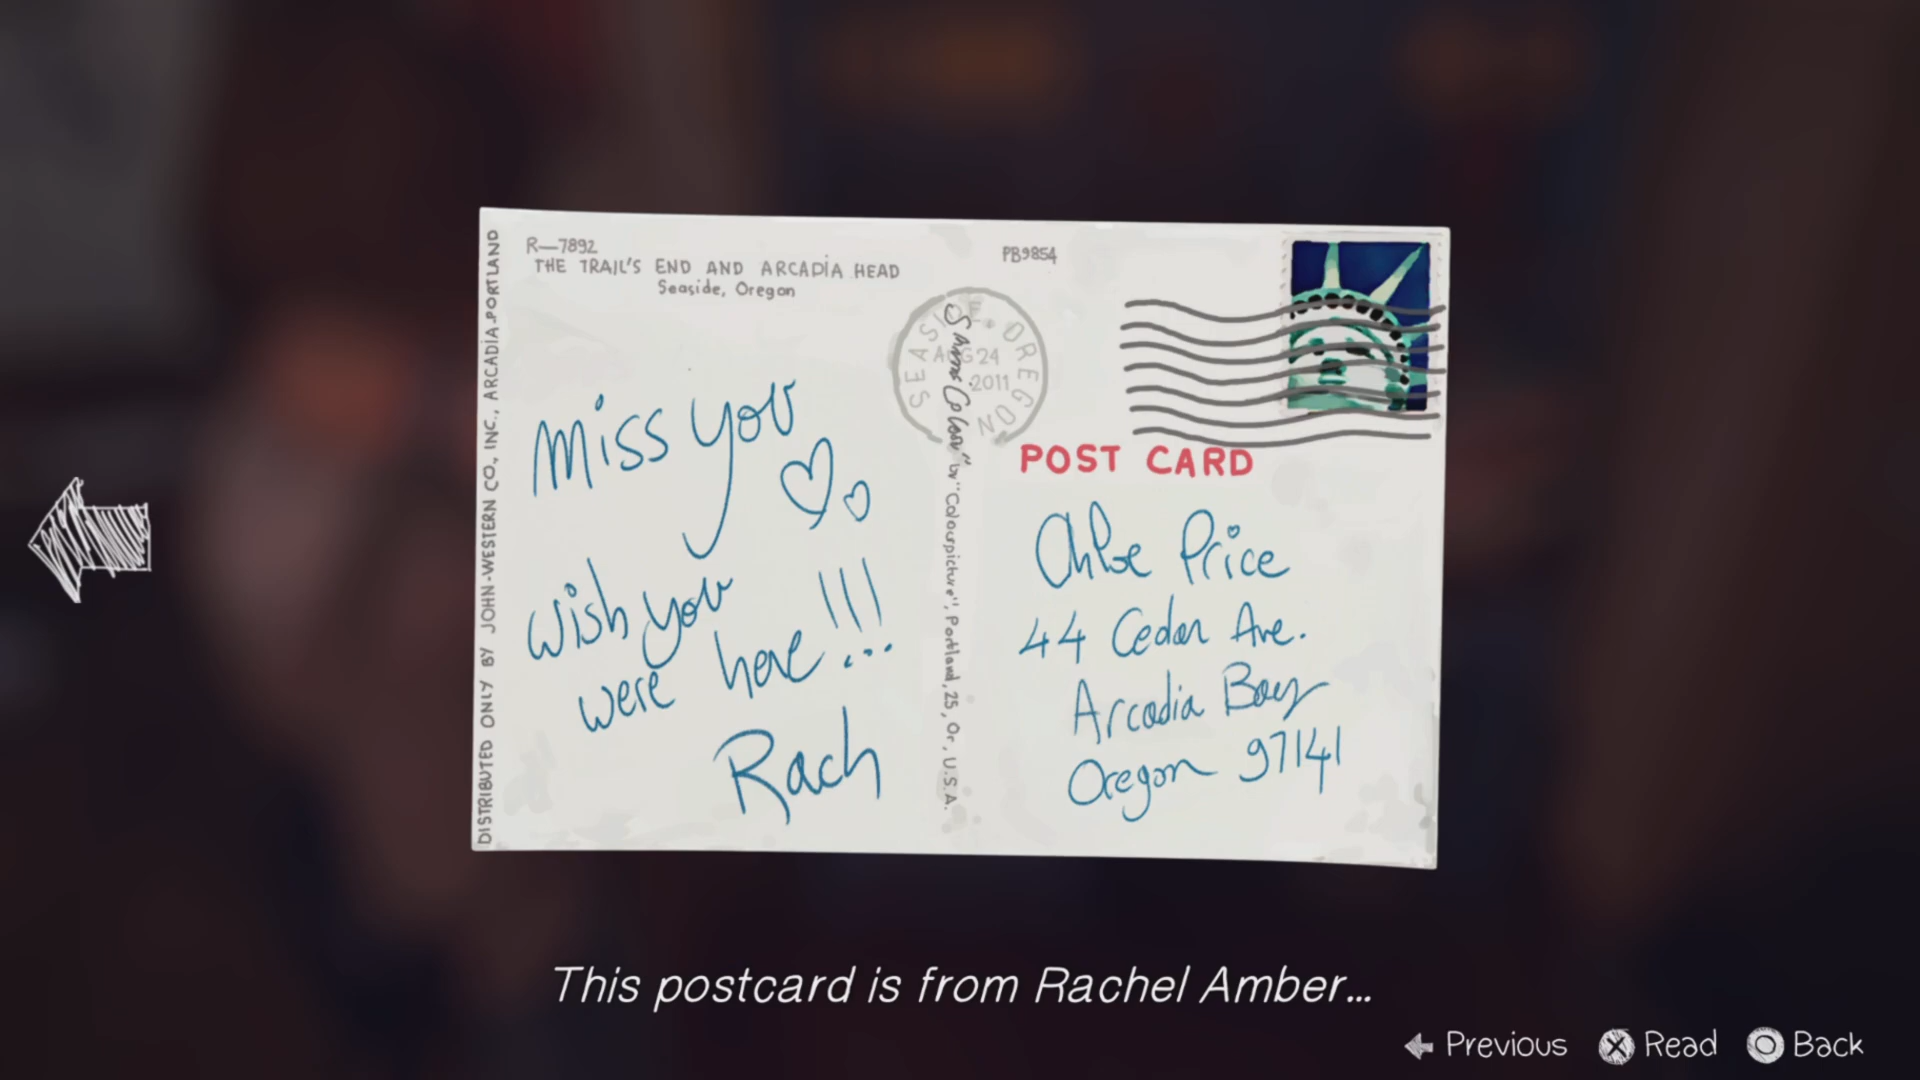 R—7892
THE TRAIL'S END AND ARCADIA HEAD
Seaside, Oregon
PB9854
DISTRIBUTED ONLY BY JOHN-WESTERN CO., INC., ARCADIA-PORTLAND
SEASIDE. OREGON
AUG 24
2011
by "Colourpicture", Portland, 25, Or, U.S.A.
POST CARD
Miss you
Wish you
were here!!!
Rach
Chloe Price
44 Cedar Ave.
Arcadia Bay
Oregon 97141
This postcard is from Rachel Amber...
Previous
Read
Back